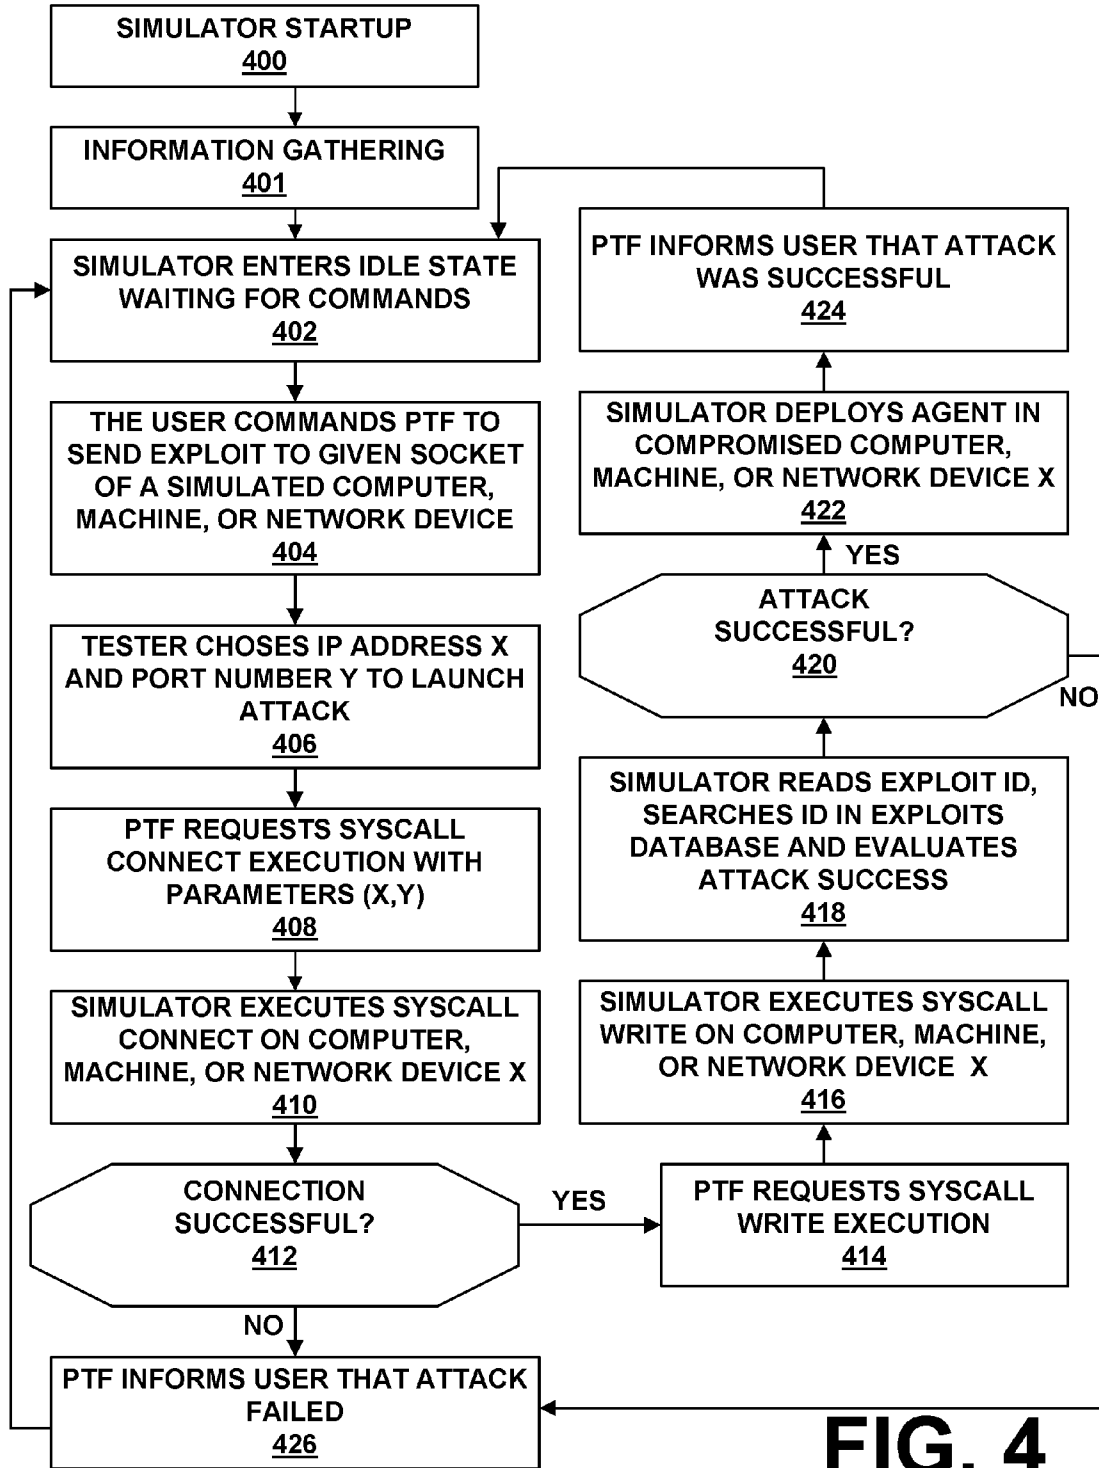 SIMULATOR STARTUP
400
INFORMATION GATHERING
401
SIMULATOR ENTERS IDLE STATE
WAITING FOR COMMANDS
402
THE USER COMMANDS PTF TO
SEND EXPLOIT TO GIVEN SOCKET
OF A SIMULATED COMPUTER,
MACHINE, OR NETWORK DEVICE
404
TESTER CHOSES IP ADDRESS X
AND PORT NUMBER Y TO LAUNCH
ATTACK
406
PTF REQUESTS SYSCALL
CONNECT EXECUTION WITH
PARAMETERS (X,Y)
408
SIMULATOR EXECUTES SYSCALL
CONNECT ON COMPUTER,
MACHINE, OR NETWORK DEVICE X
410
CONNECTION
SUCCESSFUL?
412
YES
NO
PTF INFORMS USER THAT ATTACK
FAILED
426
PTF REQUESTS SYSCALL
WRITE EXECUTION
414
SIMULATOR EXECUTES SYSCALL
WRITE ON COMPUTER, MACHINE,
OR NETWORK DEVICE X
416
SIMULATOR READS EXPLOIT ID,
SEARCHES ID IN EXPLOITS
DATABASE AND EVALUATES
ATTACK SUCCESS
418
ATTACK
SUCCESSFUL?
420
YES
NO
SIMULATOR DEPLOYS AGENT IN
COMPROMISED COMPUTER,
MACHINE, OR NETWORK DEVICE X
422
PTF INFORMS USER THAT ATTACK
WAS SUCCESSFUL
424
FIG. 4